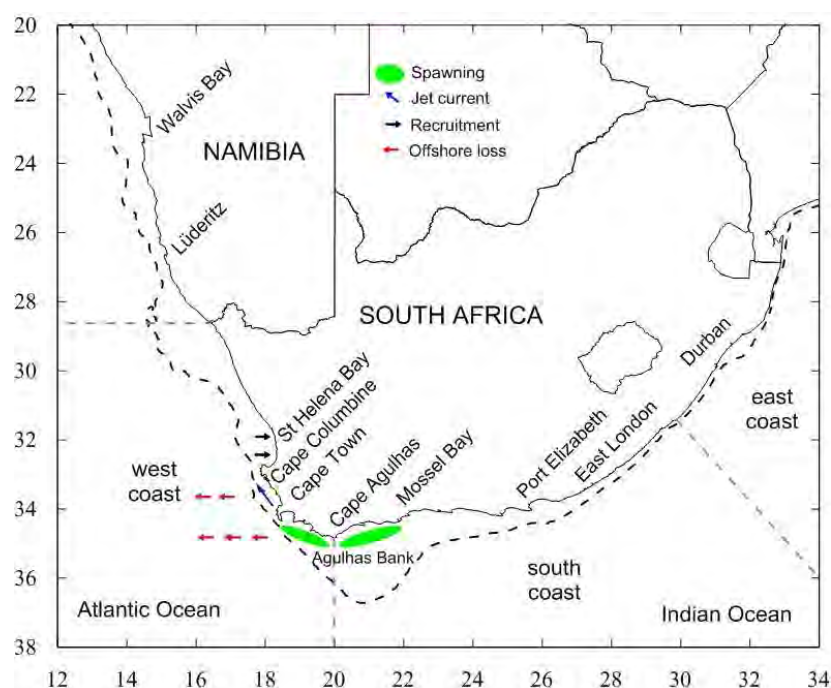 20
22
24
26
28
30
32
34
36
38
Spawning
Jet current
Recruitment
Offshore loss
Walvis Bay
NAMIBIA
Lüderitz
SOUTH AFRICA
St Helena Bay
Cape Columbine
Cape Town
Cape Agulhas
Mossel Bay
Port Elizabeth
East London
Durban
east
coast
west
coast
Agulhas Bank
south
coast
Atlantic Ocean
Indian Ocean
12
14
16
18
20
22
24
26
28
30
32
34